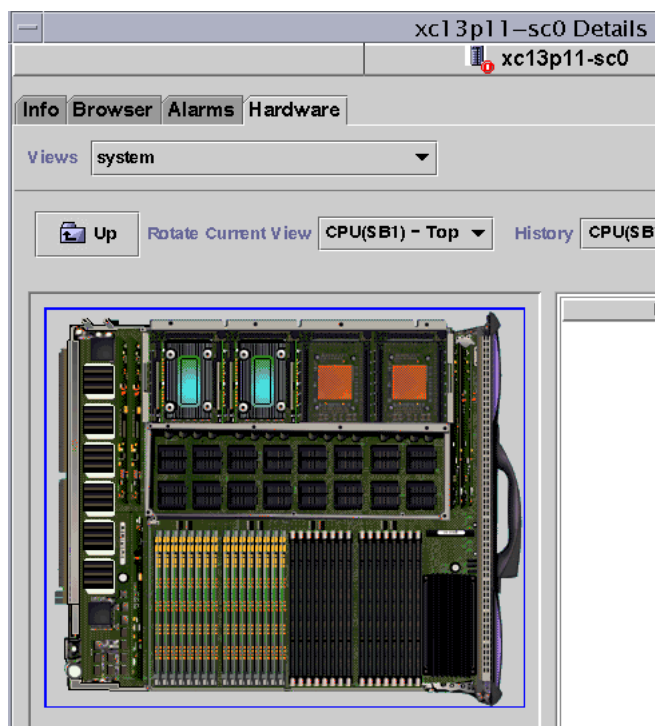 xc13p11-sc0 Details
xc13p11-sc0
Info Browser Alarms Hardware
Views system
Up Rotate Current View CPU(SB1) - Top History CPU(SB